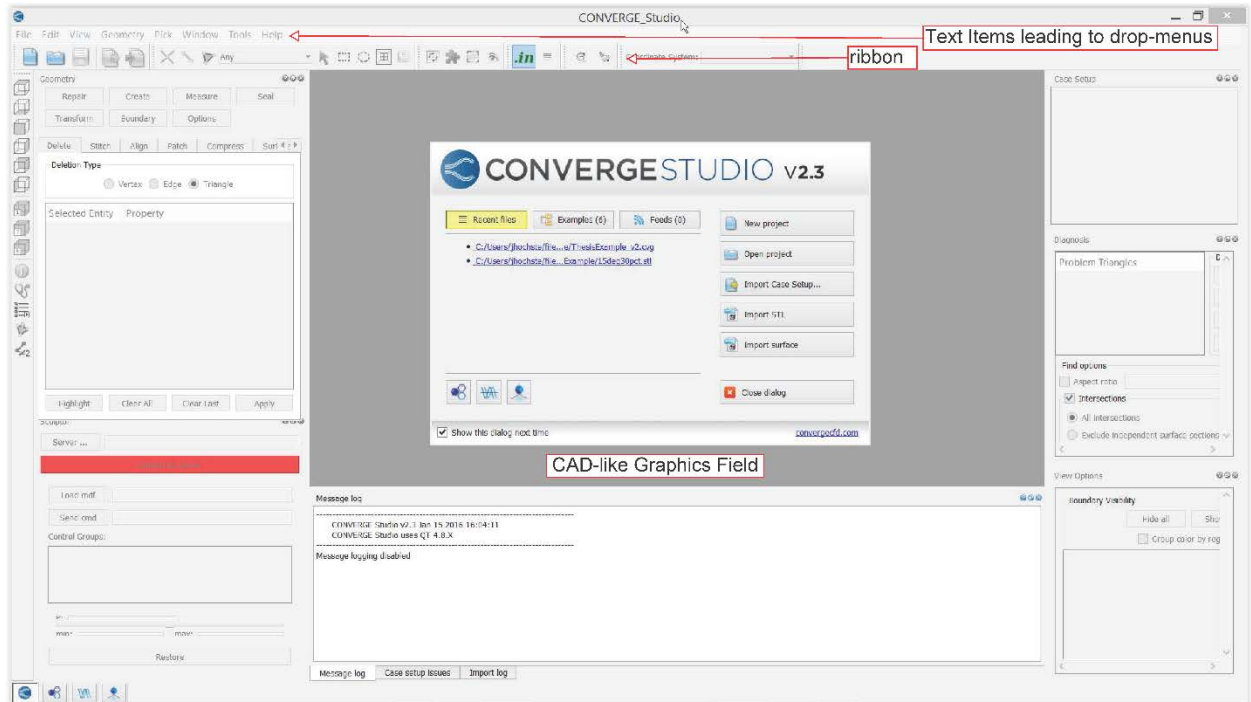 CONVERGE_Studio
File Edit View Geometry Pick Window Tools Help
Text Items leading to drop-menus
Any
.in
Coordinate Systems
ribbon
Geometry
Repair Create Measure Seal
Transform Boundary Options
Delete Stitch Align Patch Compress Surf
Deletion Type
Vertex Edge Triangle
Selected Entity Property
Highlight Clear All Clear Last Apply
Server ...
Load mdf
Send cmd
Control Groups:
min: max:
Restore
CONVERGESTUDIO v2.3
Recent files Examples (6) Feeds (0)
C:/Users/jhochste/fire...e/ThesisExample_v2.cvg
C:/Users/jhochste/file...Example/15deg30pct.stl
New project
Open project
Import Case Setup...
Import STL
Import surface
Close dialog
Show this dialog next time
convergecfd.com
CAD-like Graphics Field
Message log
CONVERGE Studio v2.3 Jan 15 2016 16:04:11
CONVERGE Studio uses QT 4.8.X
Message logging disabled
Message log Case setup issues Import log
Case Setup
Diagnosis
Problem Triangles
Find options
Aspect ratio
Intersections
All intersections
Exclude independent surface sections
View Options
Boundary Visibility
Hide all Sho
Group color by reg